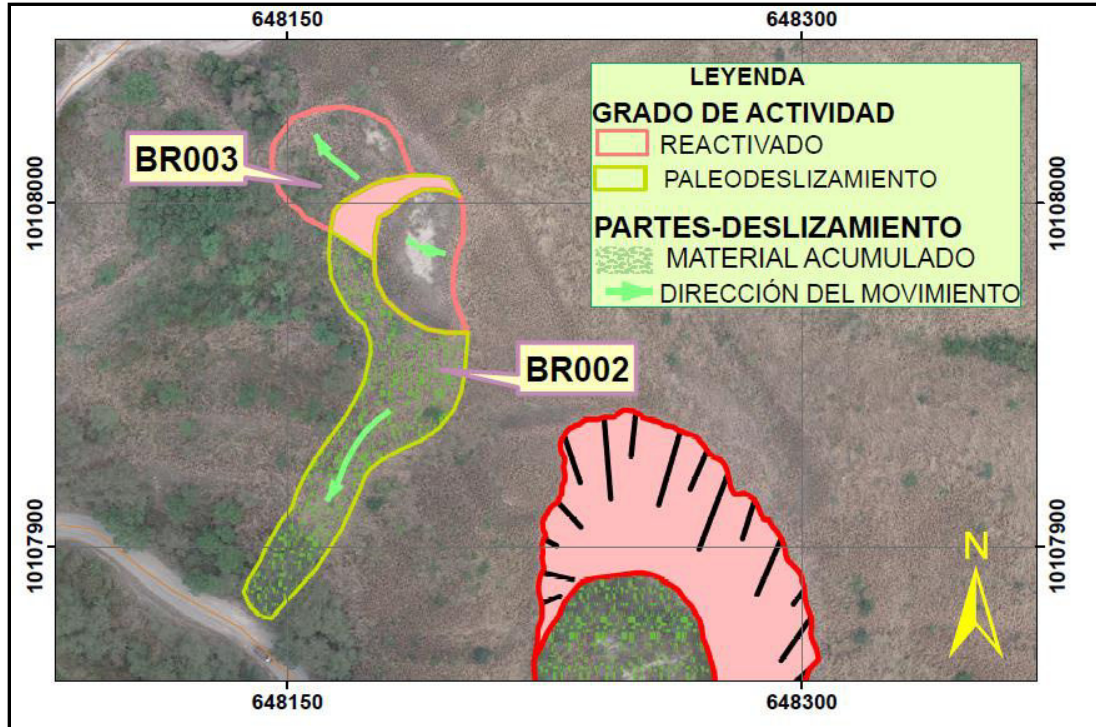 648150
648300
LEYENDA
GRADO DE ACTIVIDAD
REACTIVADO
PALEODESLIZAMIENTO
PARTES-DESLIZAMIENTO
MATERIAL ACUMULADO
DIRECCIÓN DEL MOVIMIENTO
BR003
10108000
10108000
BR002
10107900
10107900
N
648150
648300